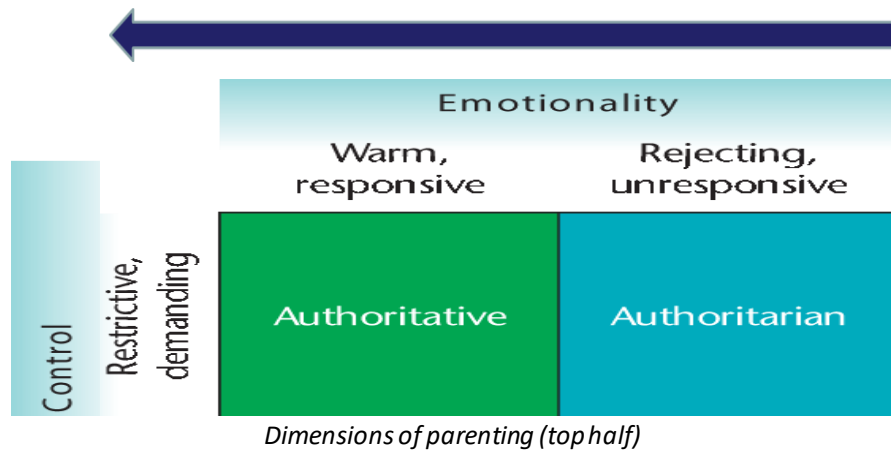 Emotionality
Warm,
responsive
Rejecting,
unresponsive
Control
Restrictive,
demanding
Authoritative
Authoritarian
Dimensions of parenting (top half)